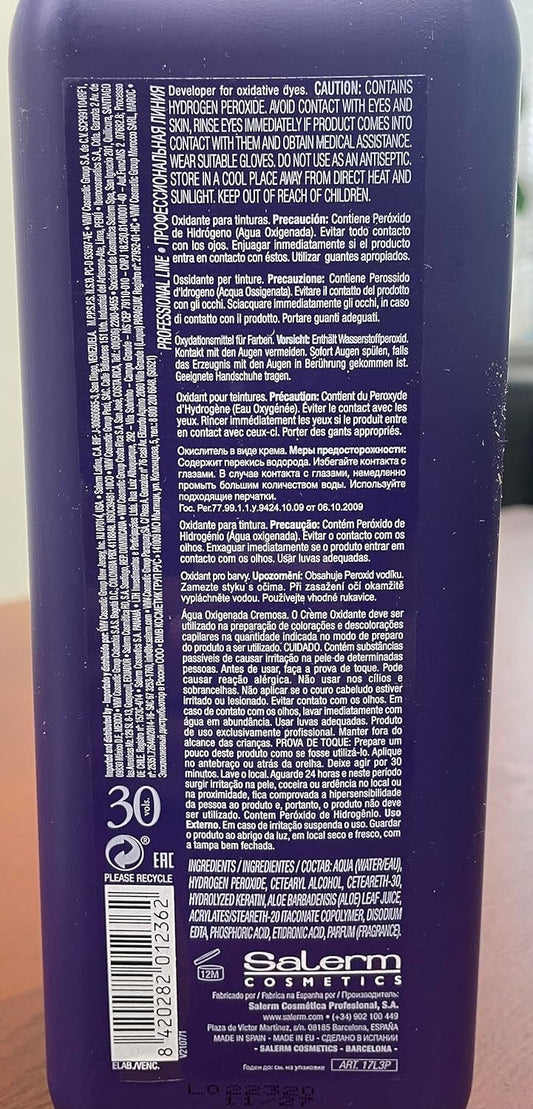 Developer for oxidative dyes. CAUTION: CONTAINS
HYDROGEN PEROXIDE. AVOID CONTACT WITH EYES AND
SKIN, RINSE EYES IMMEDIATELY IF PRODUCT COMES INTO
CONTACT WITH THEM AND OBTAIN MEDICAL ASSISTANCE.
WEAR SUITABLE GLOVES. DO NOT USE AS AN ANTISEPTIC.
STORE IN A COOL PLACE AWAY FROM DIRECT HEAT AND
SUNLIGHT. KEEP OUT OF REACH OF CHILDREN.
Oxidante para tinturas. Precaución: Contiene Peróxido
de Hidrógeno (Agua Oxigenada). Evitar todo contacto
con los ojos. Enjuagar inmediatamente si el producto
entra en contacto con éstos. Utilizar guantes apropiados.
Ossidante per tinture. Precauzione: Contiene Perossido
d'Idrogeno (Acqua Ossigenata). Evitare il contatto del prodotto
con gli occhi. Sciacquare immediatamente gli occhi, in caso
di contatto con il prodotto. Portare guanti adeguati.
Oxydationsmittel für Farben. Vorsicht: Enthält Wasserstoffperoxid.
Kontakt mit den Augen vermeiden. Sofort Augen spülen, falls
das Erzeugnis mit den Augen in Berührung gekommen ist.
Geeignete Handschuhe tragen.
Oxidant pour teintures. Précaution: Contient du Peroxyde
d'Hydrogène (Eau Oxygénée). Éviter le contact avec les
yeux. Rincer immédiatement les yeux si le produit entre
en contact avec ceux-ci. Porter des gants appropriés.
Окислитель в виде крема. Меры предосторожности:
Содержит перекись водорода. Избегайте контакта с
глазами. В случае контакта с глазами, немедленно
промыть большим количеством воды. Используйте
подходящие перчатки.
Гос. Рег.77.99.1.1.у.9424.10.09 от 06.10.2009
Oxidante para tintura. Precaução: Contém Peróxido de
Hidrogénio (Água oxigenada). Evitar o contacto com os
olhos. Enxaguar imediatamente se o produto entrar em
contacto com os olhos. Usar luvas adequadas.
Oxidant pro barvy. Upozornění: Obsahuje Peroxid vodíku.
Zamezte styku s očima. Při zasažení očí okamžitě
vypláchněte vodou. Používejte vhodné rukavice.
Água Oxigenada Cremosa. O Creme Oxidante deve ser
utilizado na preparação de colorações e descolorações
capilares na quantidade indicada no modo de preparo
do produto a ser utilizado. CUIDADO. Contém substâncias
passíveis de causar irritação na pele de determinadas
pessoas. Antes de usar, faça a prova de toque. Pode
causar reação alérgica. Não usar nos cílios e
sobrancelhas. Não aplicar se o couro cabeludo estiver
irritado ou lesionado. Evitar contato com os olhos. Em
caso de contato com os olhos, lavar imediatamente com
água em abundância. Usar luvas adequadas. Produto
de uso exclusivamente profissional. Manter fora do
alcance das crianças. PROVA DE TOQUE: Prepare um
pouco deste produto como se fosse utilizá-lo. Aplique
no antebraço ou atrás da orelha. Deixe agir por 30
minutos. Lave o local. Aguarde 24 horas e neste período
surgir irritação na pele, coceira ou ardência no local ou
na proximidade, fica comprovada a hipersensibilidade
da pessoa ao produto e, portanto, o produto não deve
ser utilizado. Contem Peróxido de Hidrogênio. Uso
Externo. Em caso de irritação suspenda o uso. Guardar
o produto ao abrigo da luz, em local seco e fresco, com
a tampa bem fechada.
INGREDIENTS / INGREDIENTES / СОСТАВ: AQUA (WATER/EAU),
HYDROGEN PEROXIDE, CETEARYL ALCOHOL, CETEARETH-30,
HYDROLYZED KERATIN, ALOE BARBADENSIS (ALOE) LEAF JUICE,
ACRYLATES/STEARETH-20 ITACONATE COPOLYMER, DISODIUM
EDTA, PHOSPHORIC ACID, ETIDRONIC ACID, PARFUM (FRAGRANCE).
PROFESSIONAL LINE • ПРОФЕССИОНАЛЬНАЯ ЛИНИЯ
30 vols.
EAC
PLEASE RECYCLE
8 420282 012362
V210771
ELAB./VENC.
12M
Salerm
COSMETICS
Fabricado por / Fabrica na Espanha por / Производитель:
Salerm Cosmética Profesional, S.A.
www.salerm.com • (+34) 902 100 449
Plaza de Víctor Martínez, s/n. 08185 Barcelona, ESPAÑA
MADE IN SPAIN - MADE IN EU - СДЕЛАНО В ИСПАНИИ
- SALERM COSMETICS - BARCELONA -
Годен до: см. на упаковке
ART. 17L3P
Lo 22320
11/27